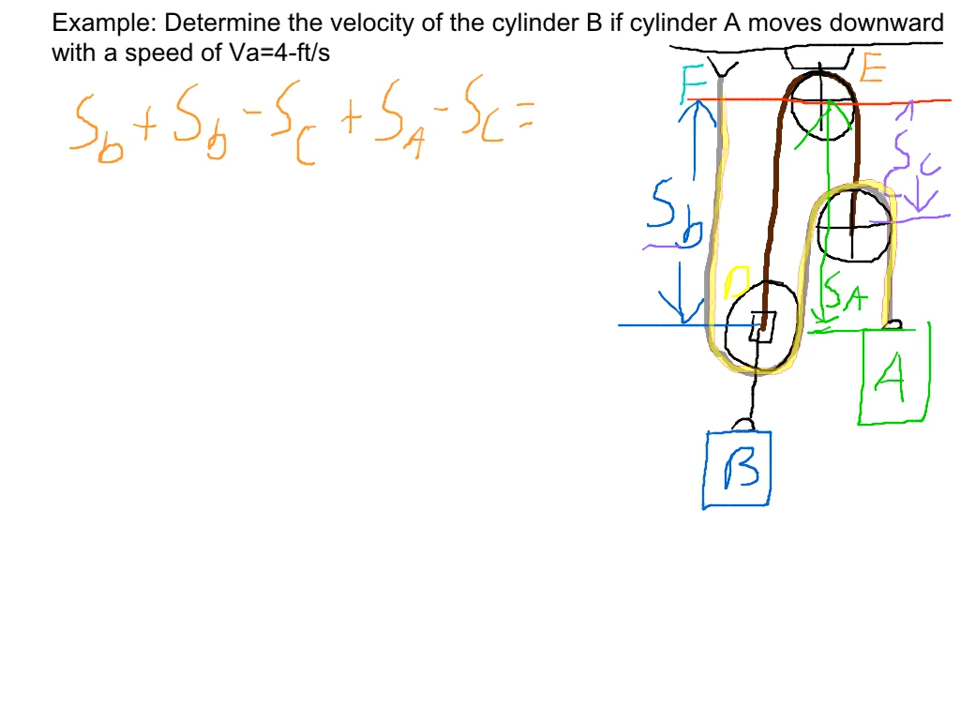 Example: Determine the velocity of the cylinder B if cylinder A moves downward
with a speed of Va=4-ft/s
Sb + Sb - Sc + SA - Sc =
F
E
Sc
Sb
D
SA
A
B